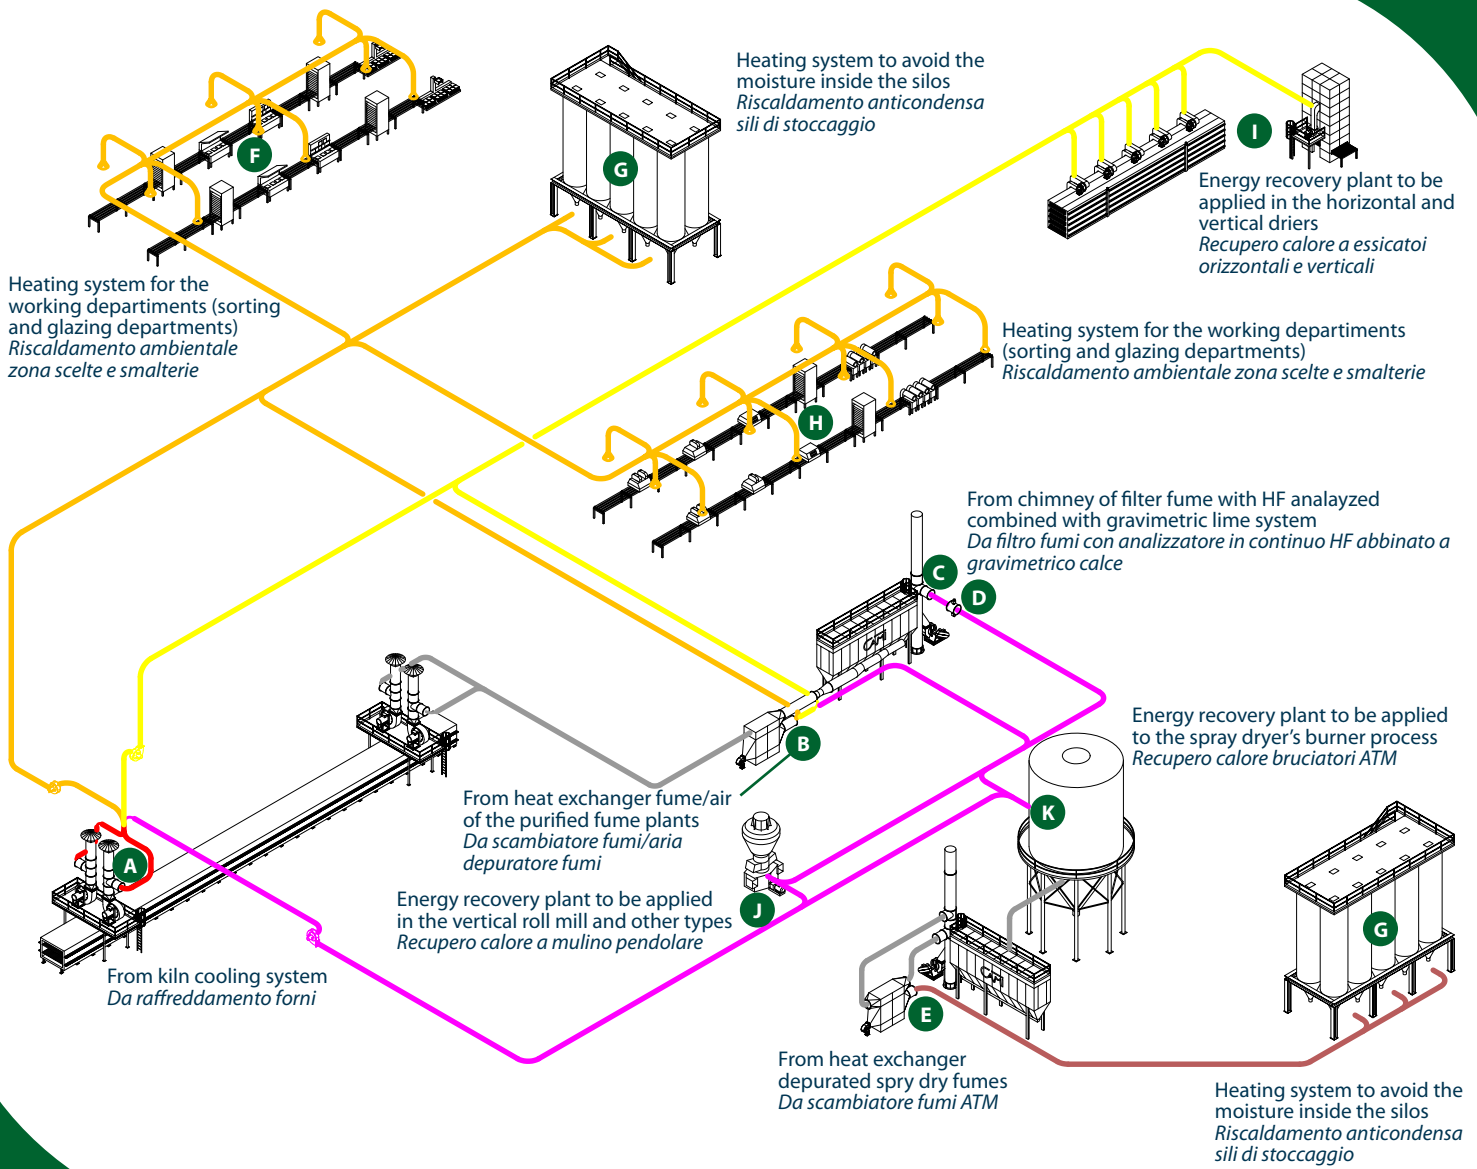 Heating system to avoid the
moisture inside the silos
Riscaldamento anticondensa
sili di stoccaggio
F
G
I
Energy recovery plant to be
applied in the horizontal and
vertical driers
Recupero calore a essicatoi
orizzontali e verticali
Heating system for the
working departiments (sorting
and glazing departments)
Riscaldamento ambientale
zona scelte e smalterie
Heating system for the working departiments
(sorting and glazing departments)
Riscaldamento ambientale zona scelte e smalterie
H
From chimney of filter fume with HF analayzed
combined with gravimetric lime system
Da filtro fumi con analizzatore in continuo HF abbinato a
gravimetrico calce
C
D
B
Energy recovery plant to be applied
to the spray dryer's burner process
Recupero calore bruciatori ATM
From heat exchanger fume/air
of the purified fume plants
Da scambiatore fumi/aria
depuratore fumi
K
A
Energy recovery plant to be applied
in the vertical roll mill and other types
Recupero calore a mulino pendolare
J
G
From kiln cooling system
Da raffreddamento forni
E
From heat exchanger
depurated spry dry fumes
Da scambiatore fumi ATM
Heating system to avoid the
moisture inside the silos
Riscaldamento anticondensa
sili di stoccaggio